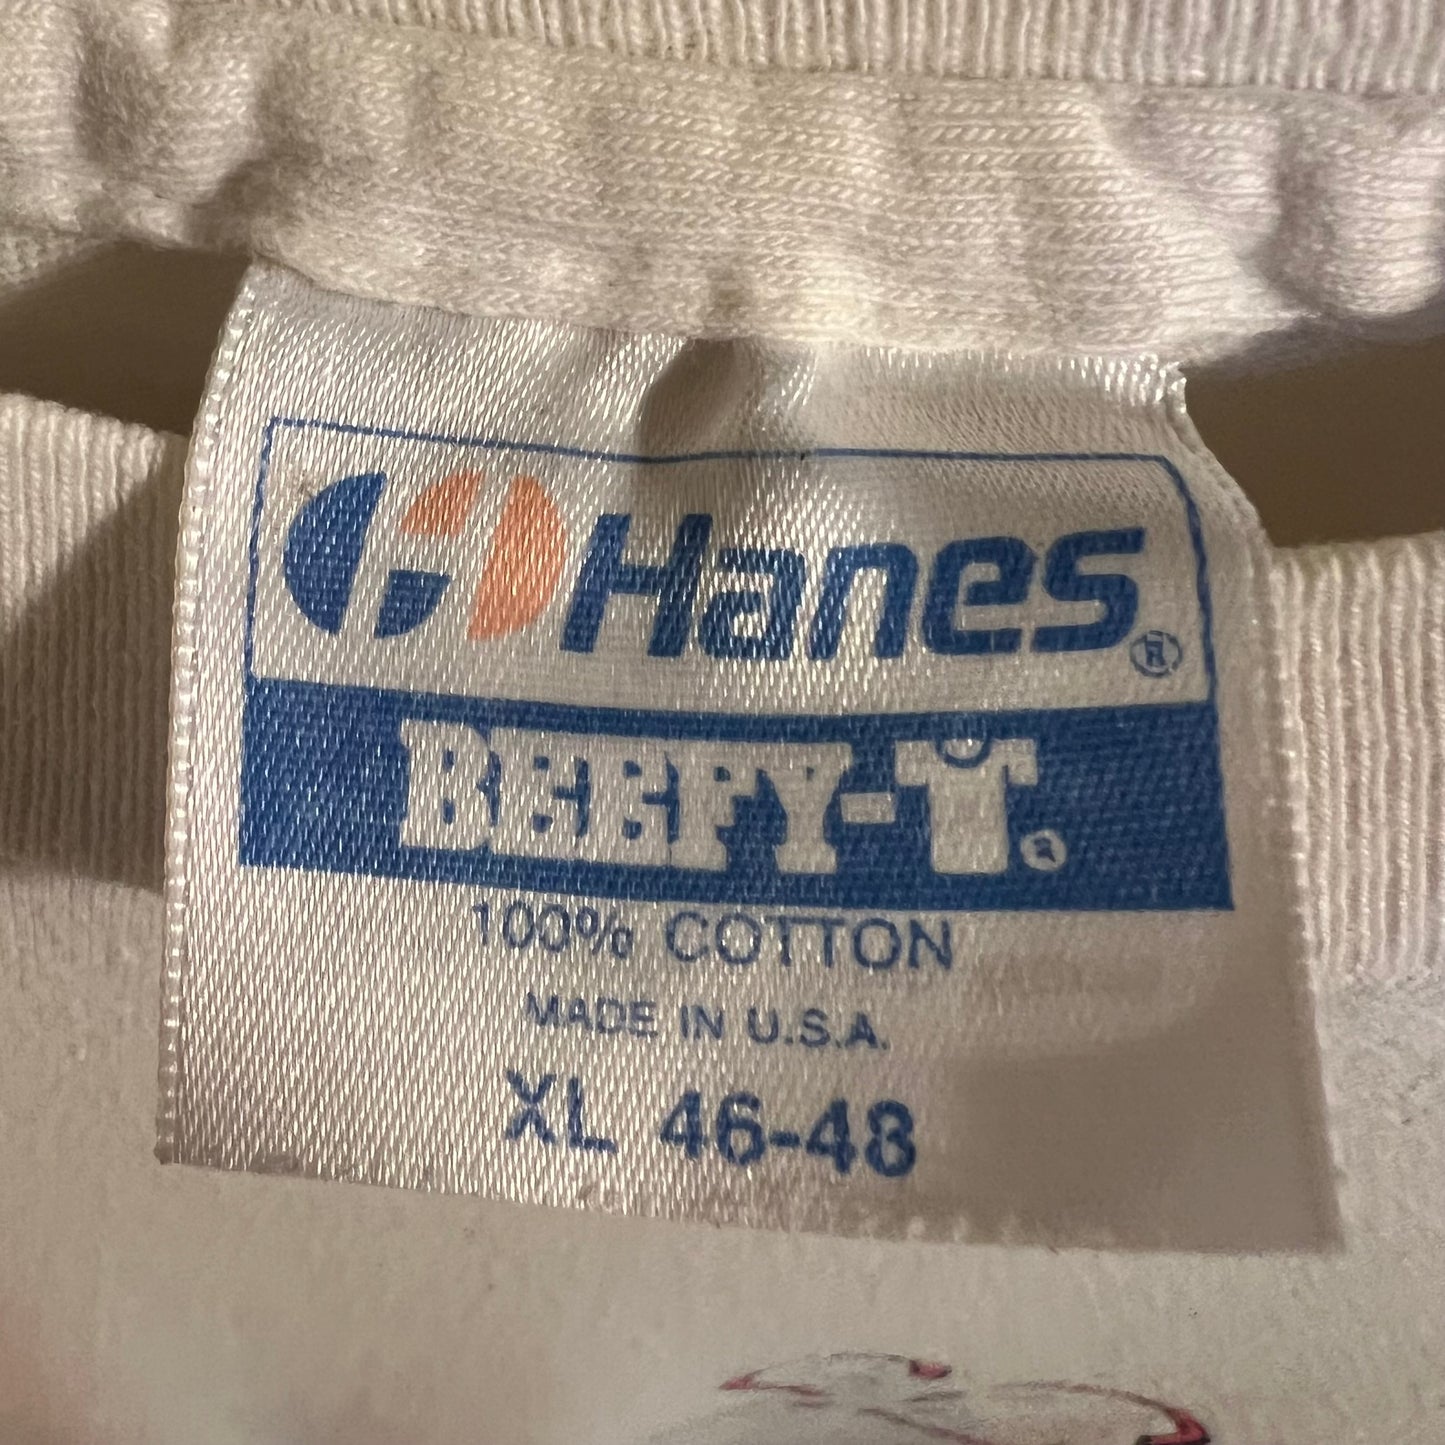 Hanes®
BEEFY-T®
100% COTTON
MADE IN U.S.A.
XL 46-48